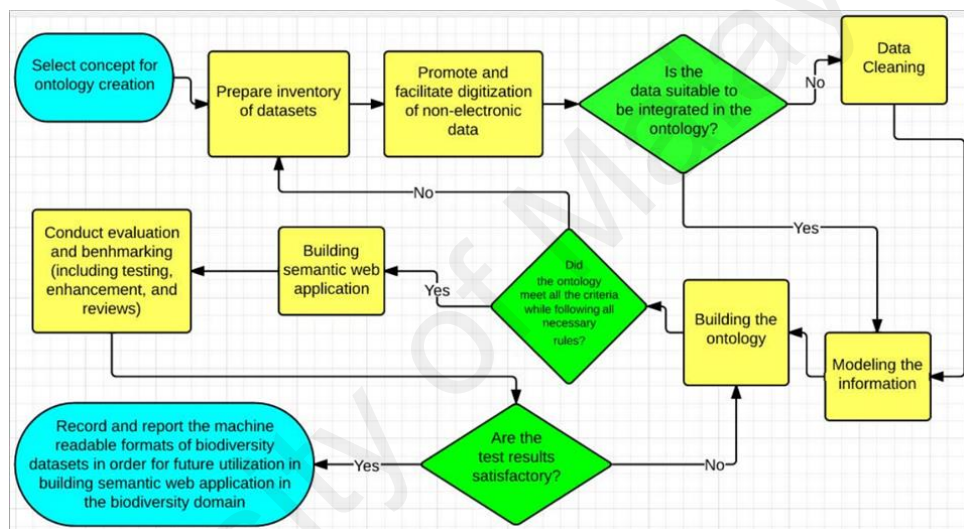 Select concept for
ontology creation
Prepare inventory
of datasets
Promote and
facilitate digitization
of non-electronic
data
Is the
data suitable to
be integrated in the
ontology?
No
Data
Cleaning
Yes
Modeling the
information
Building the
ontology
Did
the ontology
meet all the criteria
while following all
necessary
rules?
No
Yes
Building
semantic web
application
Conduct evaluation
and benhmarking
(including testing,
enhancement, and
reviews)
Are the
test results
satisfactory?
No
Yes
Record and report the machine
readable formats of biodiversity
datasets in order for future utilization in
building semantic web application in
the biodiversity domain
ity of Malay